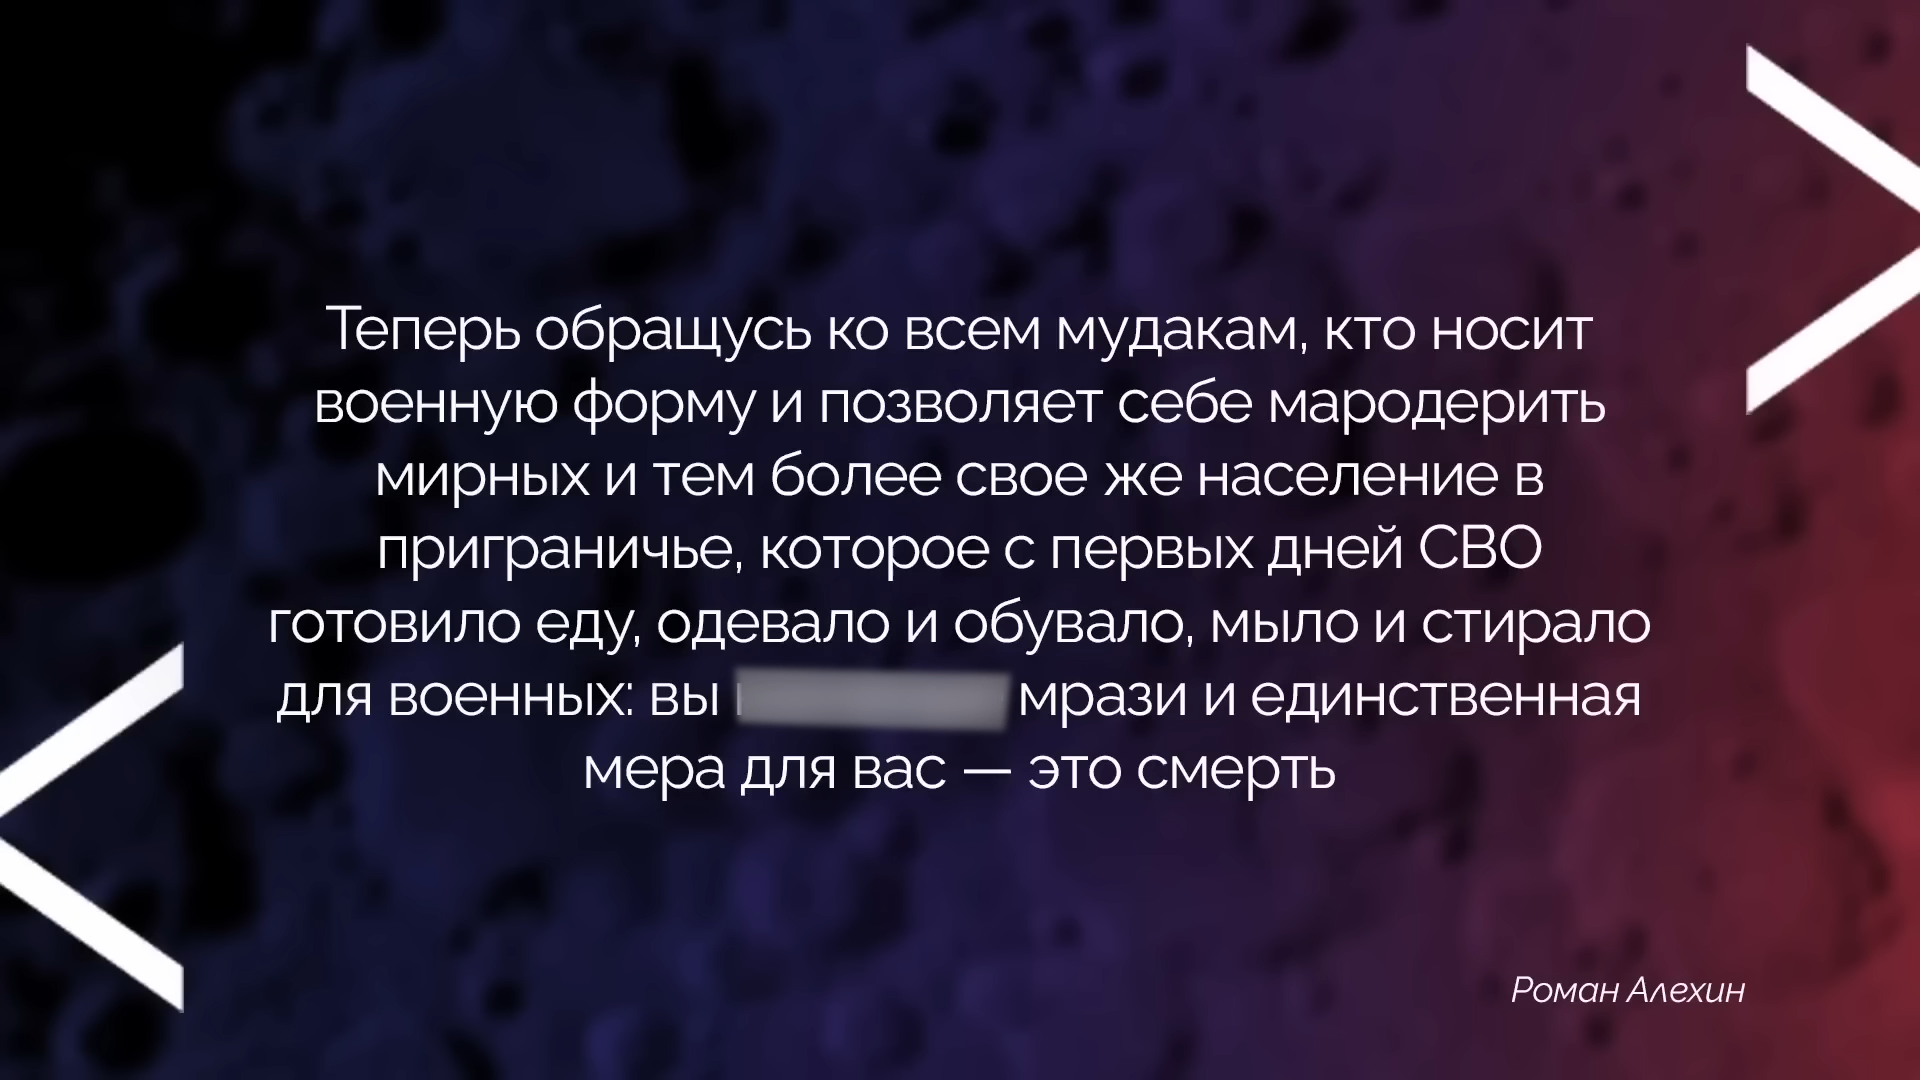 Теперь обращусь ко всем мудакам, кто носит
военную форму и позволяет себе мародерить
мирных и тем более свое же население в
приграничье, которое с первых дней СВО
готовило еду, одевало и обувало, мыло и стирало
для военных: вы мрази и единственная
мера для вас — это смерть
Роман Алехин